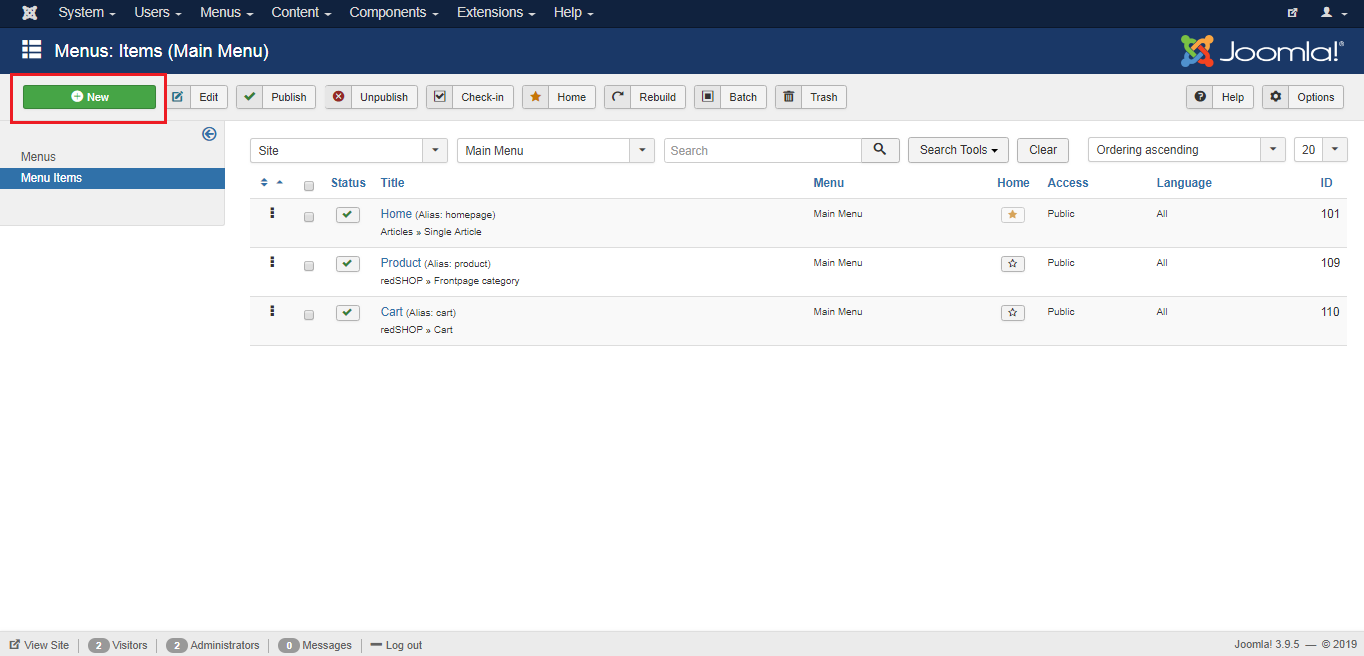 System Users Menus Content Components Extensions Help
Menus: Items (Main Menu) Joomla!®
New Edit Publish Unpublish Check-in Home Rebuild Batch Trash Help Options
Menus
Menu Items
Site Main Menu Search Search Tools Clear Ordering ascending 20
Status Title Menu Home Access Language ID
Home (Alias: homepage) Main Menu Public All 101
Articles » Single Article
Product (Alias: product) Main Menu Public All 109
redSHOP » Frontpage category
Cart (Alias: cart) Main Menu Public All 110
redSHOP » Cart
View Site 2 Visitors 2 Administrators 0 Messages Log out Joomla! 3.9.5 — © 2019